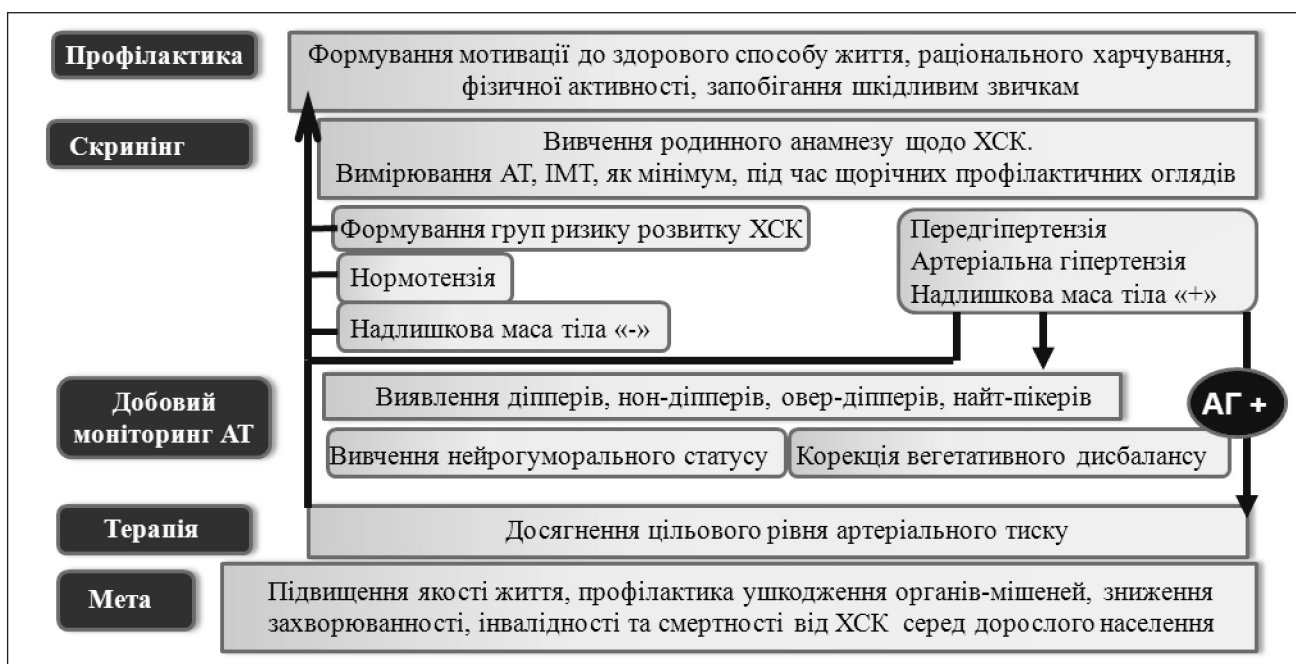 Профілактика
Формування мотивації до здорового способу життя, раціонального харчування,
фізичної активності, запобігання шкідливим звичкам
Скринінг
Вивчення родинного анамнезу щодо ХСК.
Вимірювання АТ, ІМТ, як мінімум, під час щорічних профілактичних оглядів
Формування груп ризику розвитку ХСК
Нормотензія
Надлишкова маса тіла «-»
Передгіпертензія
Артеріальна гіпертензія
Надлишкова маса тіла «+»
Добовий
моніторинг АТ
Виявлення діпперів, нон-діпперів, овер-діпперів, найт-пікерів
АГ +
Вивчення нейрогуморального статусу
Корекція вегетативного дисбалансу
Терапія
Досягнення цільового рівня артеріального тиску
Мета
Підвищення якості життя, профілактика ушкодження органів-мішеней, зниження
захворюванності, інвалідності та смертності від ХСК серед дорослого населення